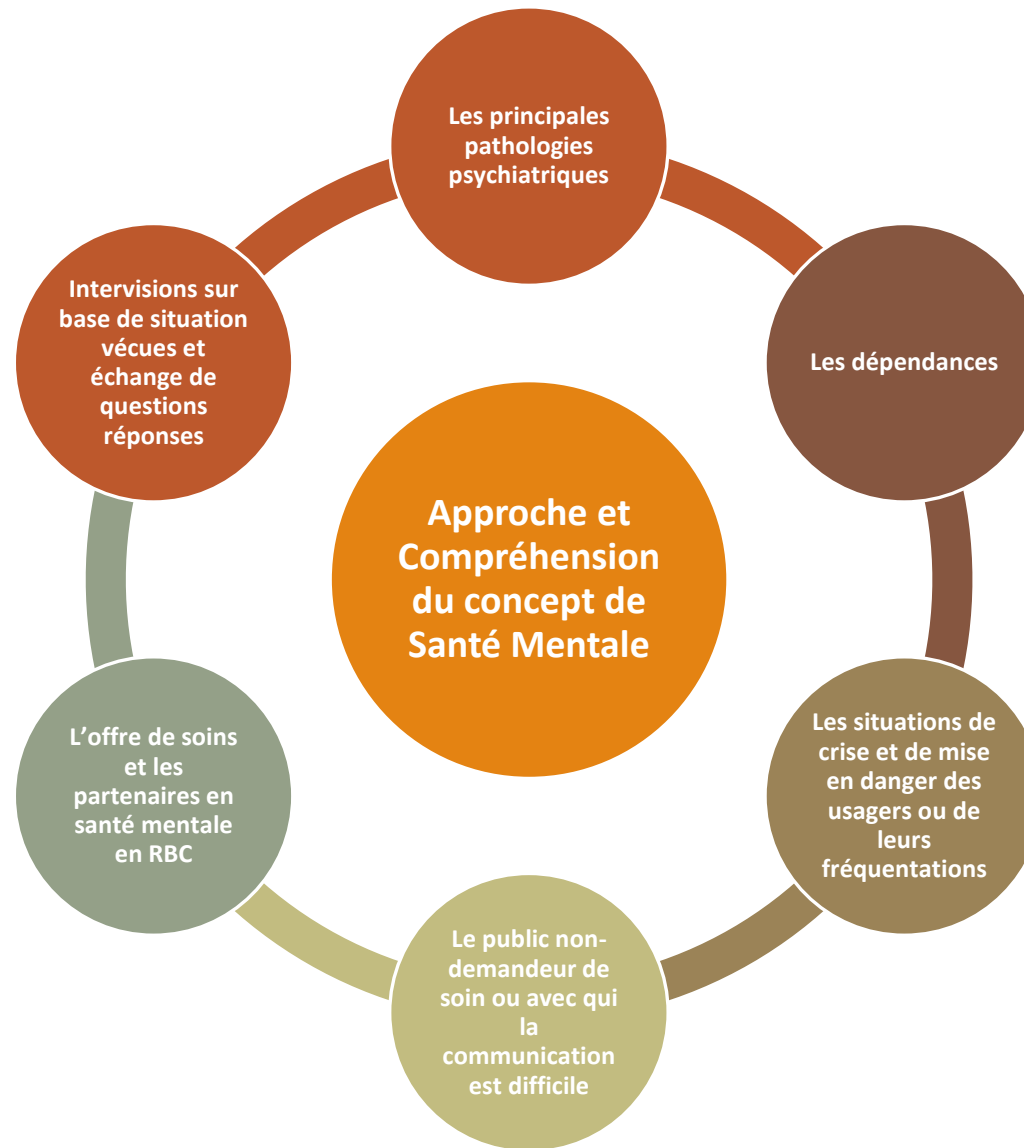 Les principales
pathologies
psychiatriques
Les dépendances
Les situations de
crise et de mise
en danger des
usagers ou de
leurs
fréquentations
Le public non-
demandeur de
soin ou avec qui
la
communication
est difficile
L’offre de soins
et les
partenaires en
santé mentale
en RBC
Intervisions sur
base de situation
vécues et
échange de
questions
réponses
Approche et
Compréhension
du concept de
Santé Mentale